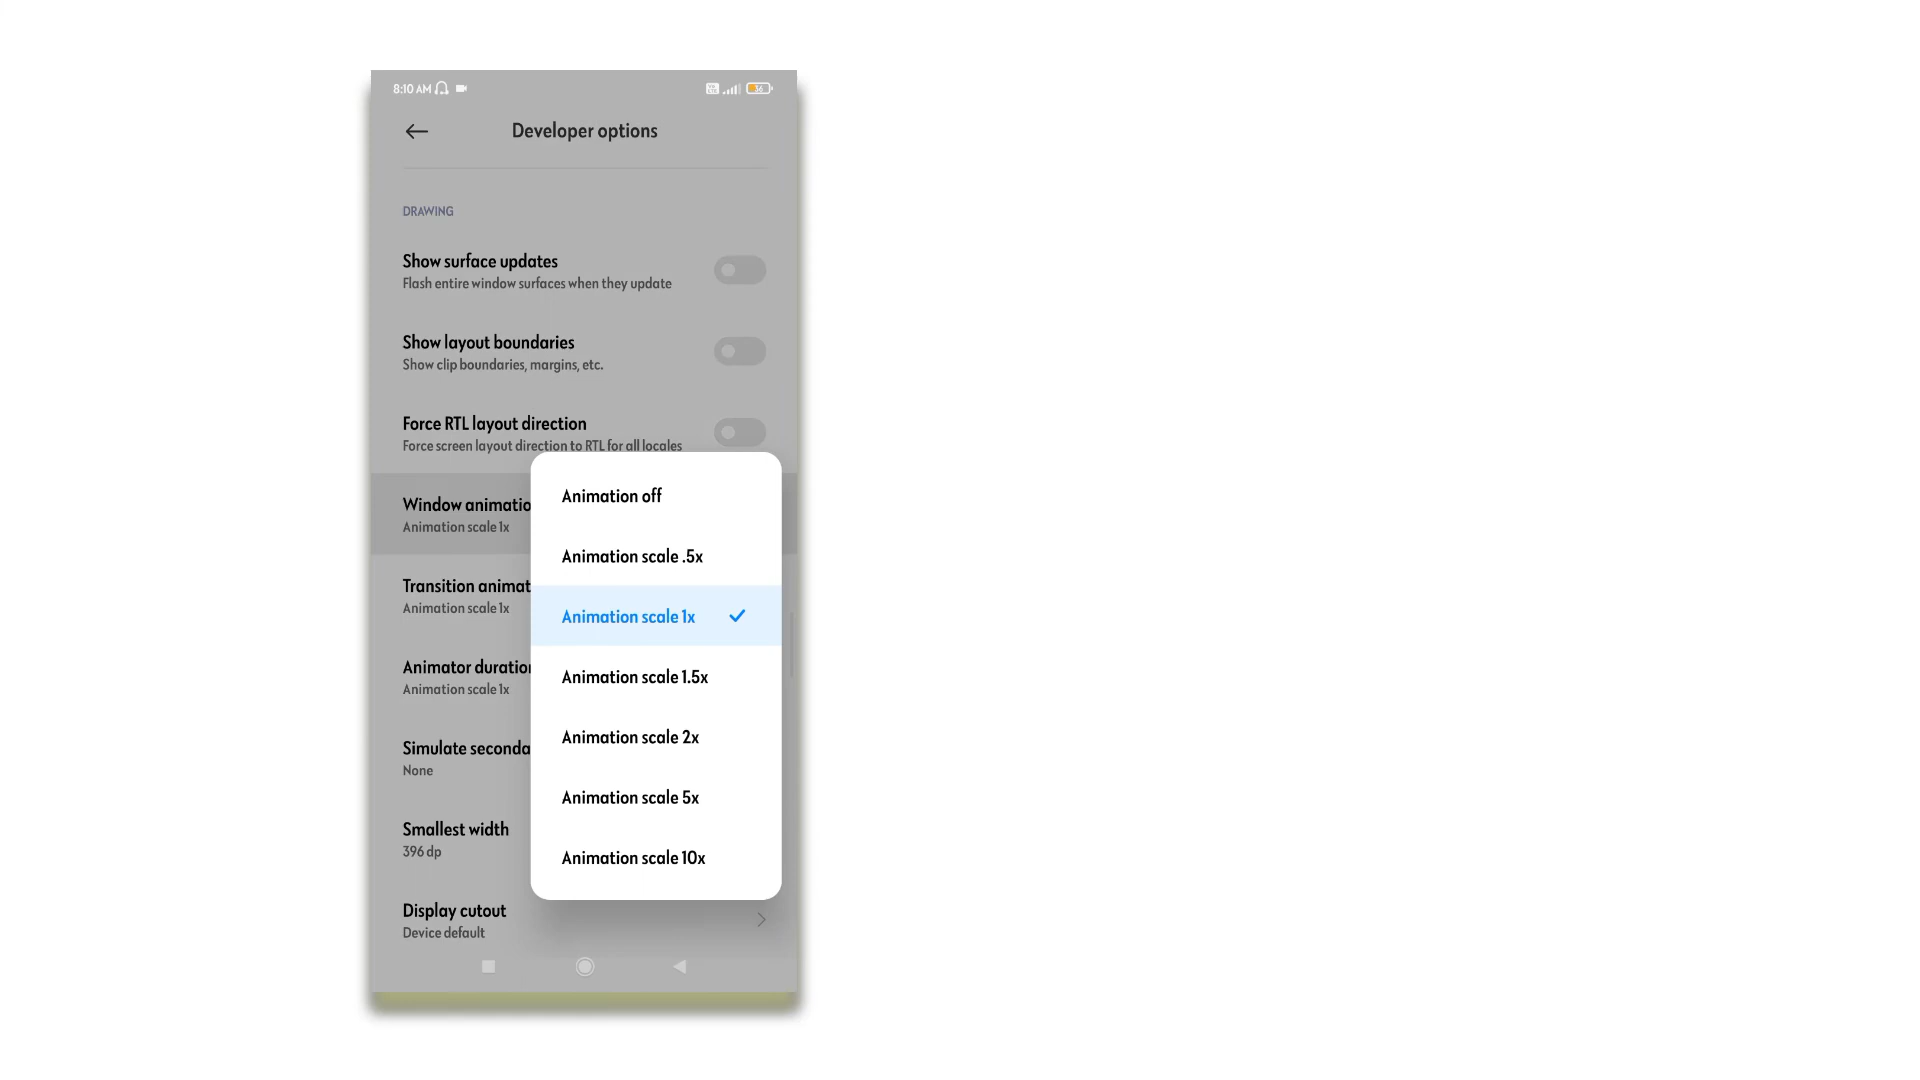 8:10 AM
16
Developer options
DRAWING
Show surface updates
Flash entire window surfaces when they update
Show layout boundaries
Show clip boundaries, margins, etc.
Force RTL layout direction
Force screen layout direction to RTL for all locales
Window animatio
Animation scale 1x
Transition animat
Animation scale 1x
Animator duration
Animation scale 1x
Simulate seconda
None
Smallest width
396 dp
Display cutout
Device default
Animation off
Animation scale .5x
Animation scale 1x
Animation scale 1.5x
Animation scale 2x
Animation scale 5x
Animation scale 10x